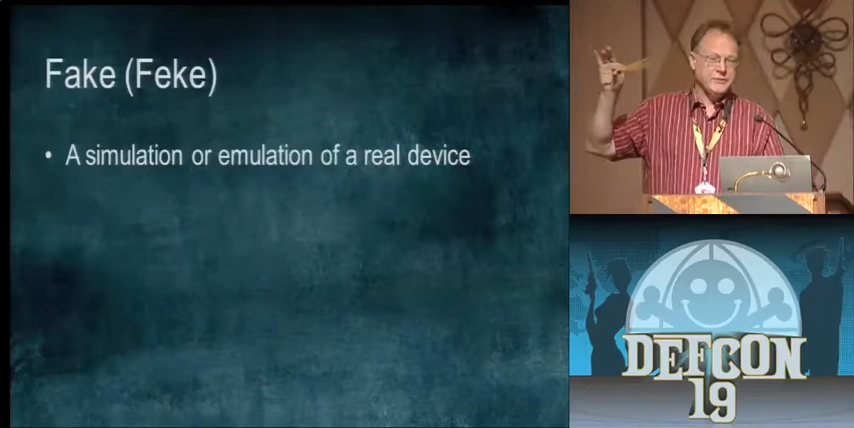 Fake (Feke)
• A simulation or emulation of a real device
DEFCON
19